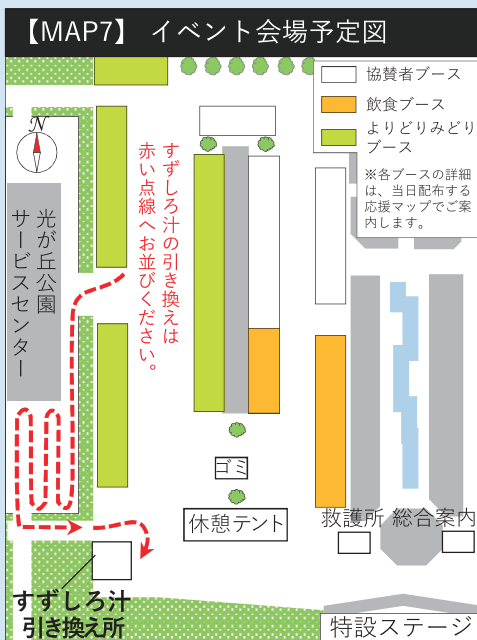 【MAP7】 イベント会場予定図
協賛者ブース
飲食ブース
よりどりみどり
ブース
※各ブースの詳細
は、当日配布する
応援マップでご案
内します。
N
すずしろ汁の引き換えは
赤い点線へお並びください。
光が丘公園
サービスセンター
ゴミ
休憩テント
救護所
総合案内
すずしろ汁
引き換え所
特設ステージ